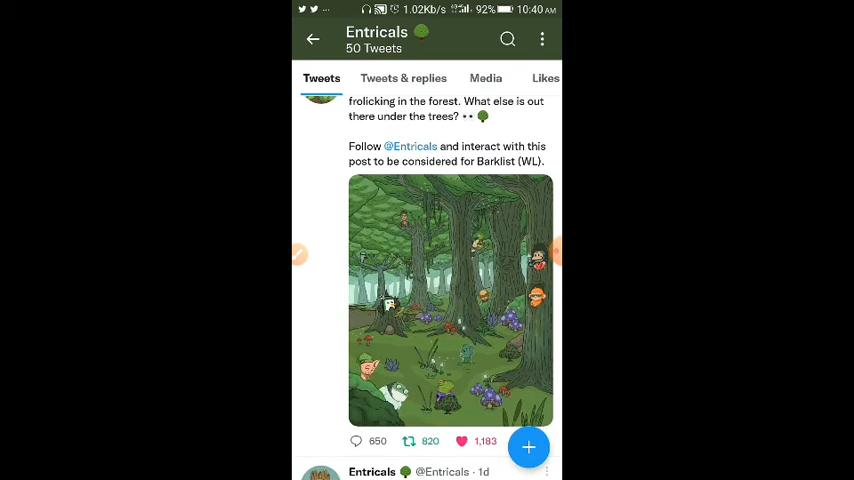 1.02Kb/s 92% 10:40 AM
Entricals
50 Tweets
Tweets Tweets & replies Media Likes
frolicking in the forest. What else is out
there under the trees?
Follow @Entricals and interact with this
post to be considered for Barklist (WL).
650 820 1,183
Entricals @Entricals · 1d